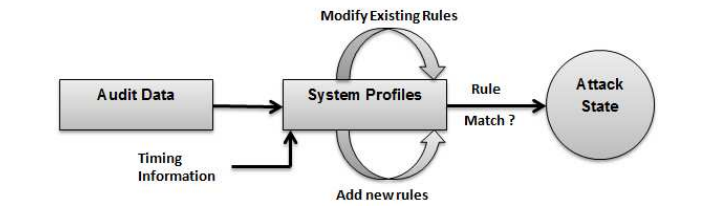 Modify Existing Rules
Audit Data
System Profiles
Rule
Match ?
Attack
State
Timing
Information
Add new rules